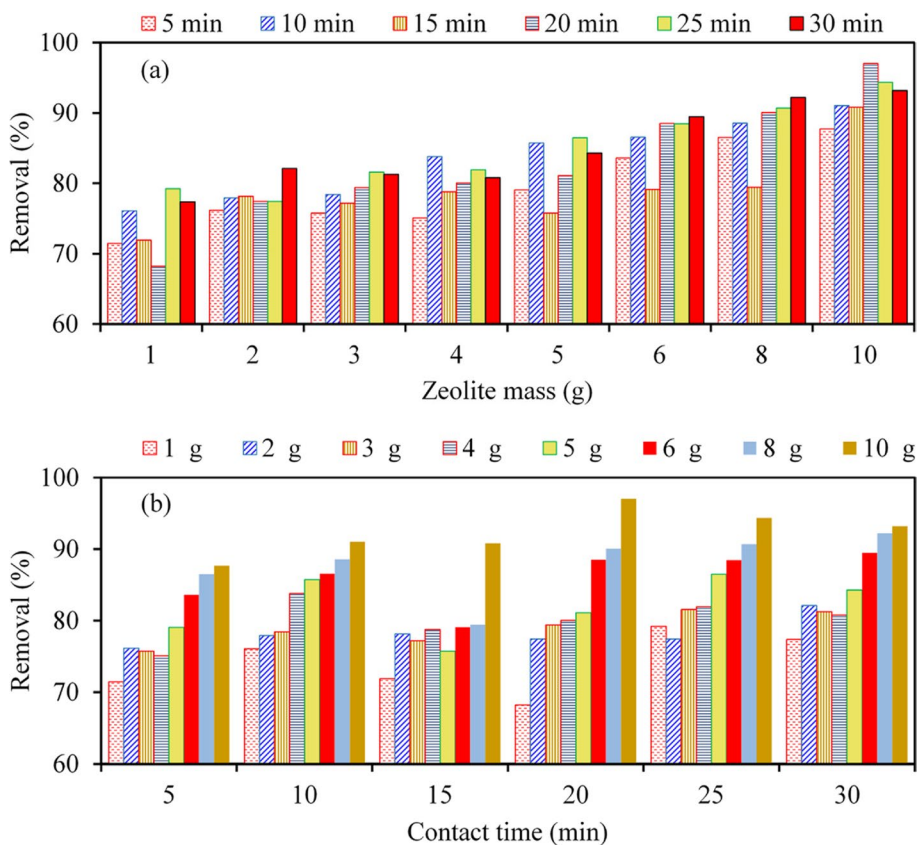 5 min 10 min 15 min 20 min 25 min 30 min
100
(a)
90
80
70
60
Removal (%)
1 2 3 4 5 6 8 10
Zeolite mass (g)
1 g 2 g 3 g 4 g 5 g 6 g 8 g 10 g
100
(b)
90
80
70
60
Removal (%)
5 10 15 20 25 30
Contact time (min)